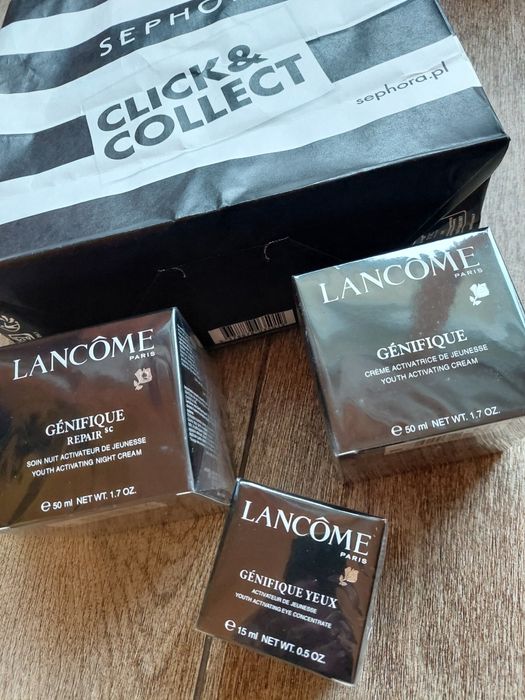 SEPHORA
CLICK&
COLLECT
sephora.pl
LANCÔME
PARIS
GÉNIFIQUE
CRÈME ACTIVATRICE DE JEUNESSE
YOUTH ACTIVATING CREAM
e 50 ml NET WT. 1.7 OZ.
LANCÔME
PARIS
GÉNIFIQUE
REPAIR SC
SOIN NUIT ACTIVATEUR DE JEUNESSE
YOUTH ACTIVATING NIGHT CREAM
e 50 ml NET WT. 1.7 OZ.
LANCÔME
PARIS
GÉNIFIQUE YEUX
ACTIVATEUR DE JEUNESSE
YOUTH ACTIVATING EYE CONCENTRATE
e 15 ml NET WT. 0.5 OZ.